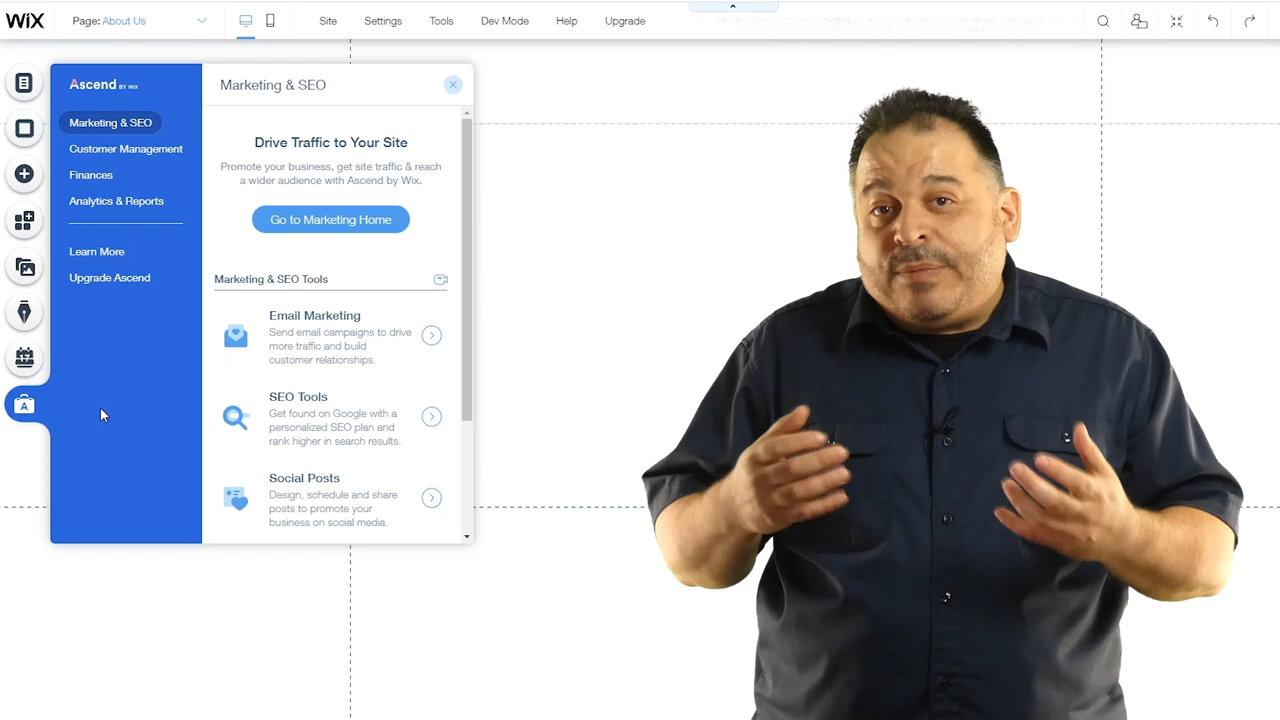 WiX
Page: About Us
Site
Settings
Tools
Dev Mode
Help
Upgrade
Ascend BY WiX
Marketing & SEO
Customer Management
Finances
Analytics & Reports
Learn More
Upgrade Ascend
Marketing & SEO
Drive Traffic to Your Site
Promote your business, get site traffic & reach
a wider audience with Ascend by Wix.
Go to Marketing Home
Marketing & SEO Tools
Email Marketing
Send email campaigns to drive
more traffic and build
customer relationships.
SEO Tools
Get found on Google with a
personalized SEO plan and
rank higher in search results.
Social Posts
Design, schedule and share
posts to promote your
business on social media.
A